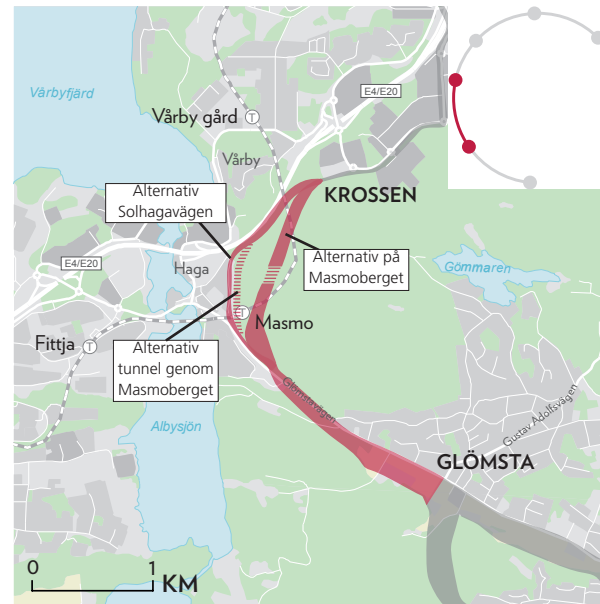 Vårbyfjärd
E4/E20
Vårby gård
T
Vårby
Alternativ
Solhagavägen
KROSSEN
Alternativ på
Masmoberget
Gömmaren
E4/E20
Haga
T
Masmo
Fittja
T
Alternativ
tunnel genom
Masmoberget
Glömstavägen
Gustav Adolfsvägen
Albysjön
GLÖMSTA
0
1
KM